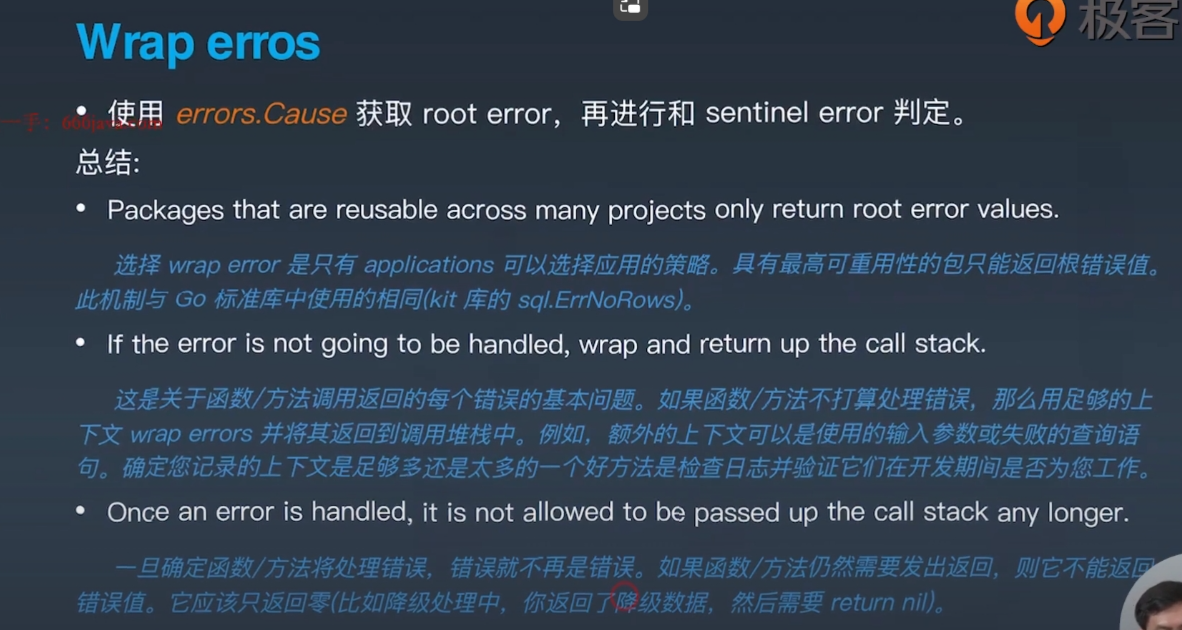 极客
Wrap erros
• 使用 errors.Cause 获取 root error，再进行和 sentinel error 判定。
一手：666java.com
总结:
• Packages that are reusable across many projects only return root error values.
选择 wrap error 是只有 applications 可以选择应用的策略。具有最高可重用性的包只能返回根错误值。
此机制与 Go 标准库中使用的相同(kit 库的 sql.ErrNoRows)。
• If the error is not going to be handled, wrap and return up the call stack.
这是关于函数/方法调用返回的每个错误的基本问题。如果函数/方法不打算处理错误，那么用足够的上
下文 wrap errors 并将其返回到调用堆栈中。例如，额外的上下文可以是使用的输入参数或失败的查询语
句。确定您记录的上下文是足够多还是太多的一个好方法是检查日志并验证它们在开发期间是否为您工作。
• Once an error is handled, it is not allowed to be passed up the call stack any longer.
一旦确定函数/方法将处理错误，错误就不再是错误。如果函数/方法仍然需要发出返回，则它不能返回
错误值。它应该只返回零(比如降级处理中，你返回了降级数据，然后需要 return nil)。